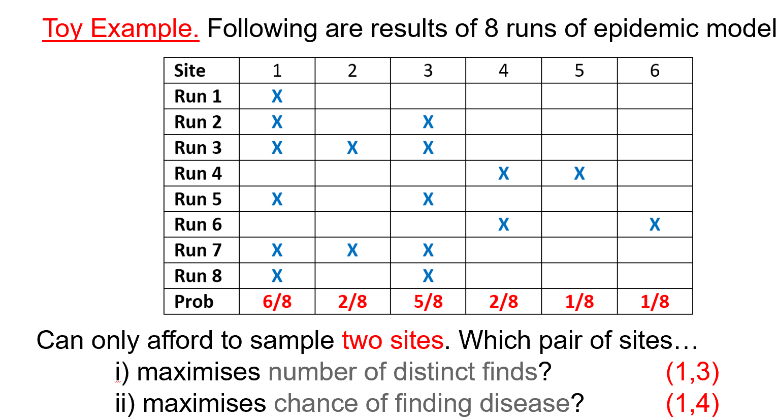 Toy Example. Following are results of 8 runs of epidemic model
Site 1 2 3 4 5 6
Run 1 X
Run 2 X X
Run 3 X X X
Run 4 X X
Run 5 X X
Run 6 X X
Run 7 X X X
Run 8 X X
Prob 6/8 2/8 5/8 2/8 1/8 1/8
Can only afford to sample two sites. Which pair of sites…
i) maximises number of distinct finds? (1,3)
ii) maximises chance of finding disease? (1,4)